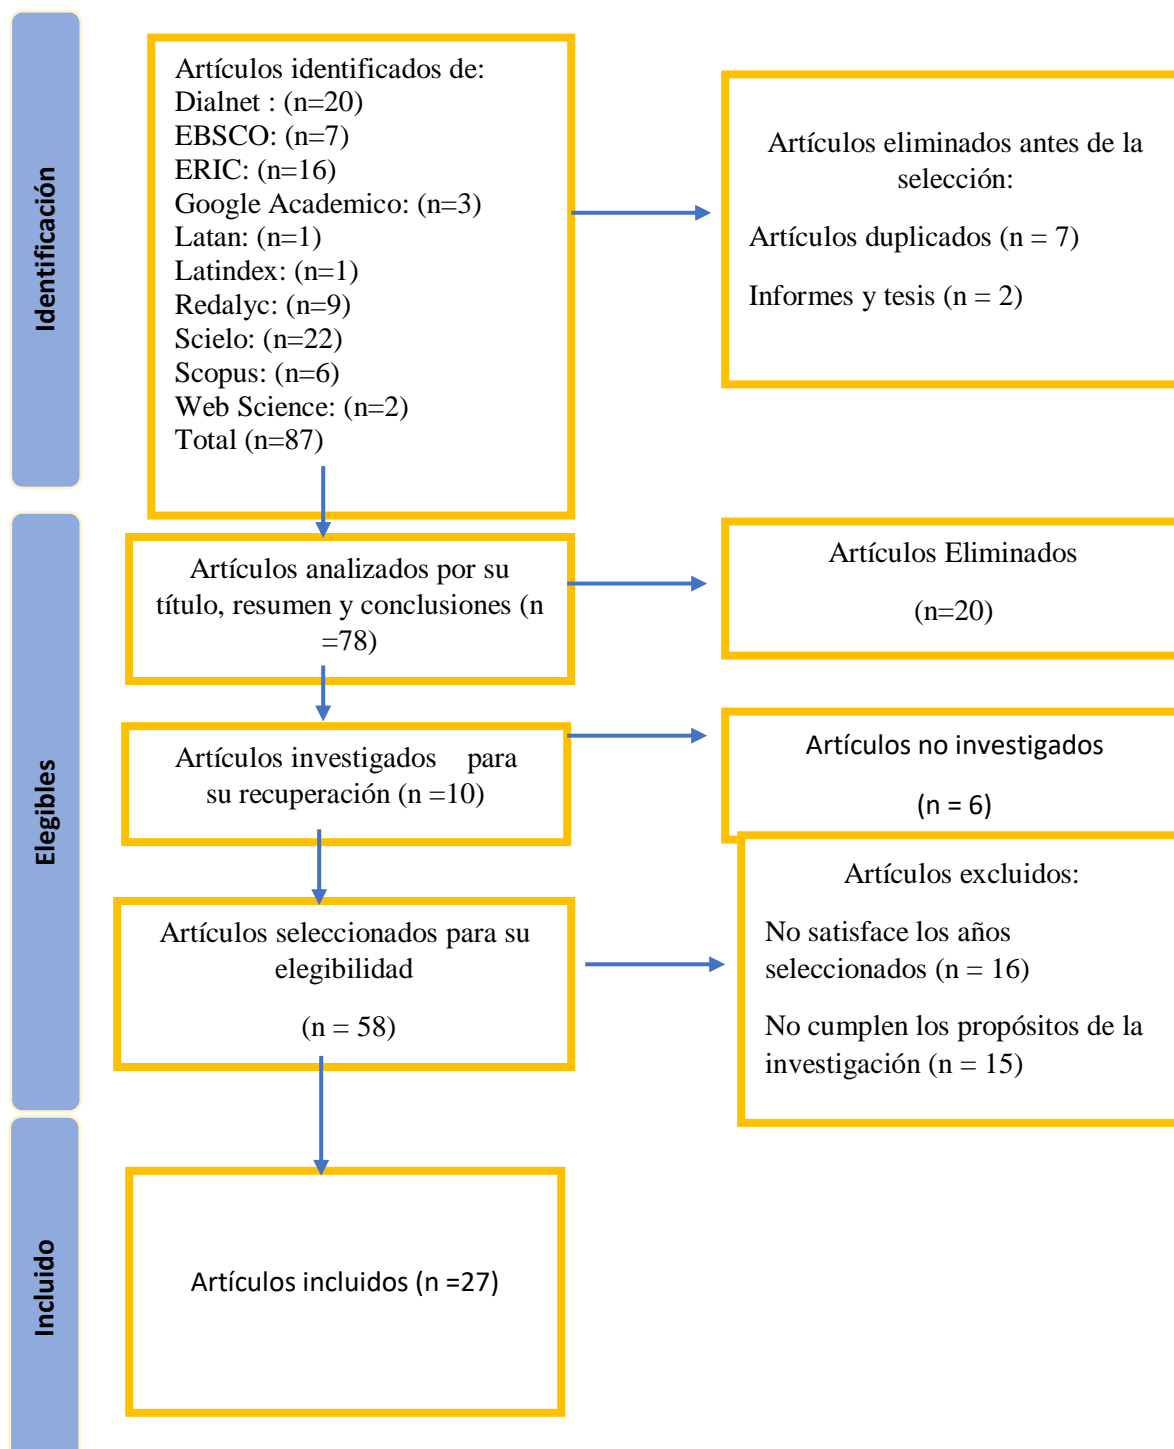 Identificación
Artículos identificados de:
Dialnet : (n=20)
EBSCO: (n=7)
ERIC: (n=16)
Google Academico: (n=3)
Latan: (n=1)
Latindex: (n=1)
Redalyc: (n=9)
Scielo: (n=22)
Scopus: (n=6)
Web Science: (n=2)
Total (n=87)
Artículos eliminados antes de la
selección:
Artículos duplicados (n = 7)
Informes y tesis (n = 2)
Elegibles
Artículos analizados por su
título, resumen y conclusiones (n
=78)
Artículos Eliminados
(n=20)
Artículos investigados para
su recuperación (n =10)
Artículos no investigados
(n = 6)
Artículos seleccionados para su
elegibilidad
(n = 58)
Artículos excluidos:
No satisface los años
seleccionados (n = 16)
No cumplen los propósitos de la
investigación (n = 15)
Incluido
Artículos incluidos (n =27)